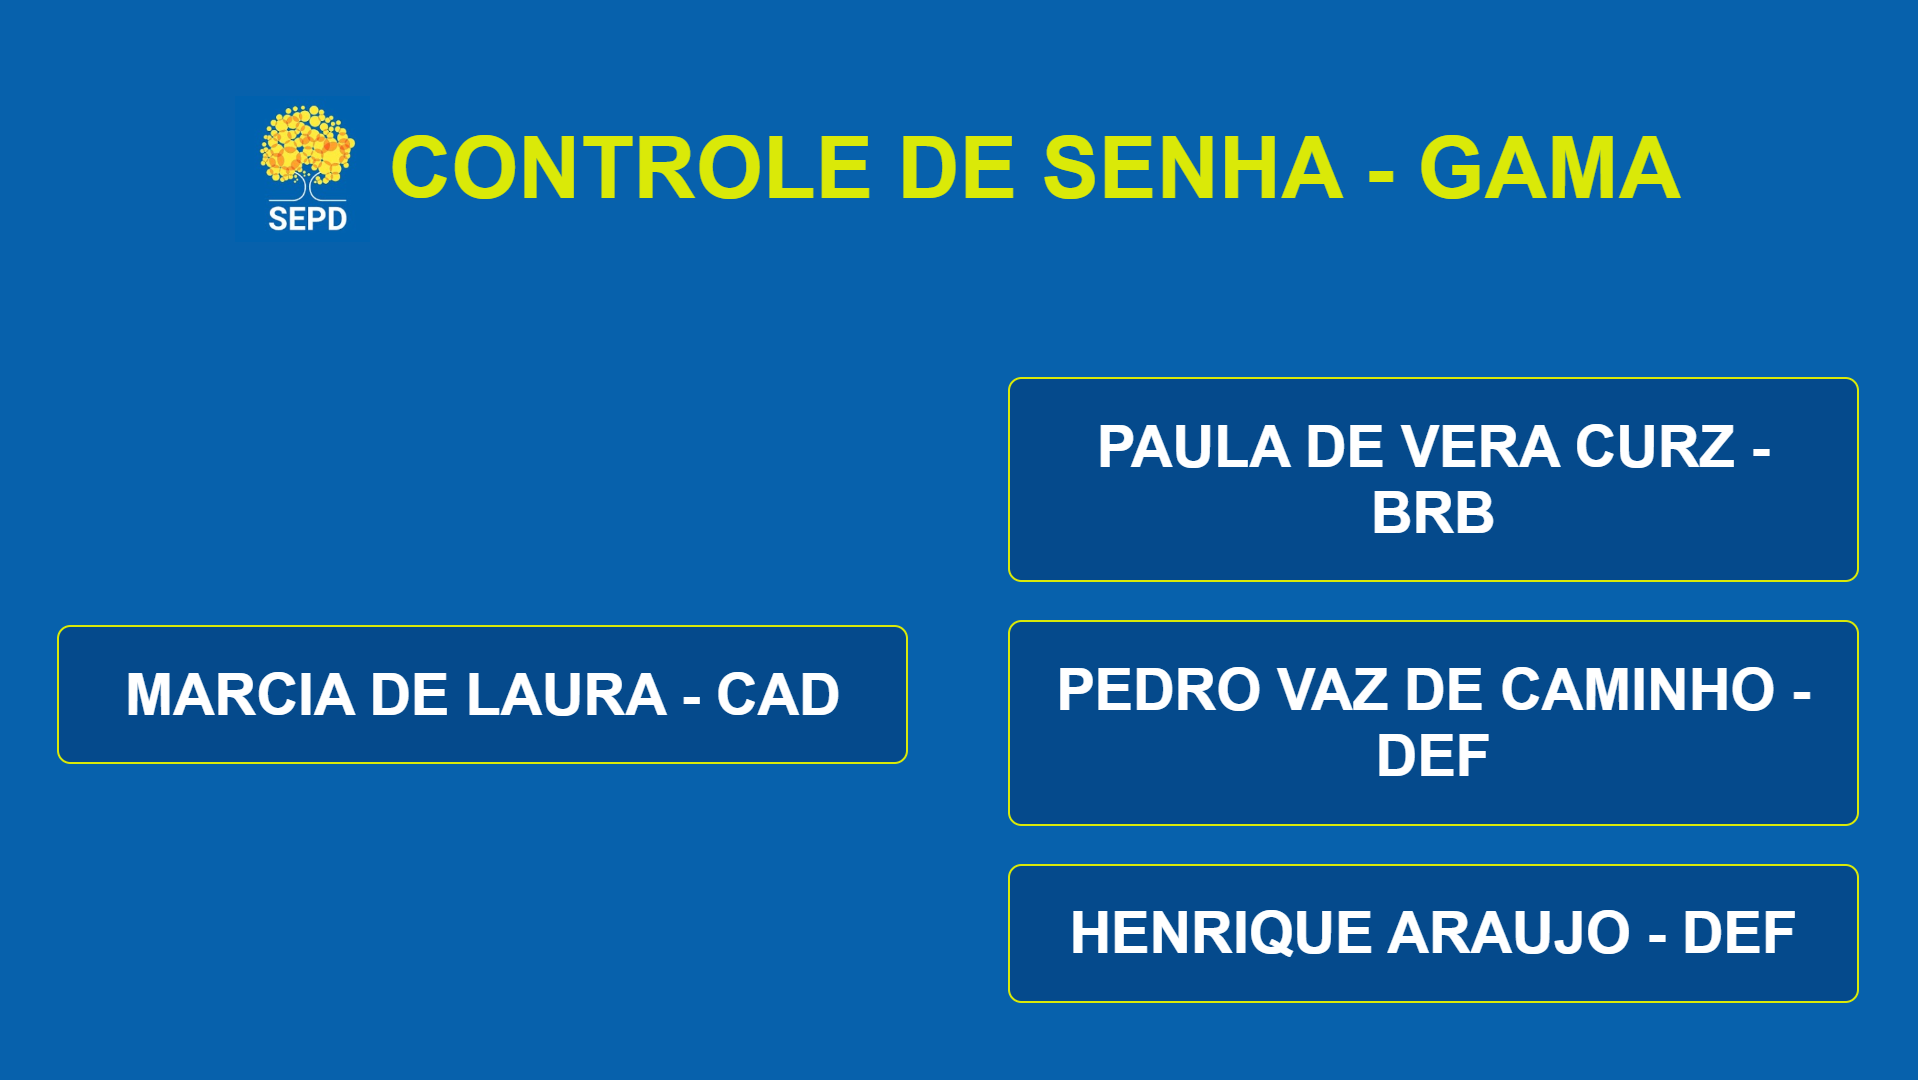 SEPD
CONTROLE DE SENHA - GAMA
MARCIA DE LAURA - CAD
PAULA DE VERA CURZ -
BRB
PEDRO VAZ DE CAMINHO -
DEF
HENRIQUE ARAUJO - DEF